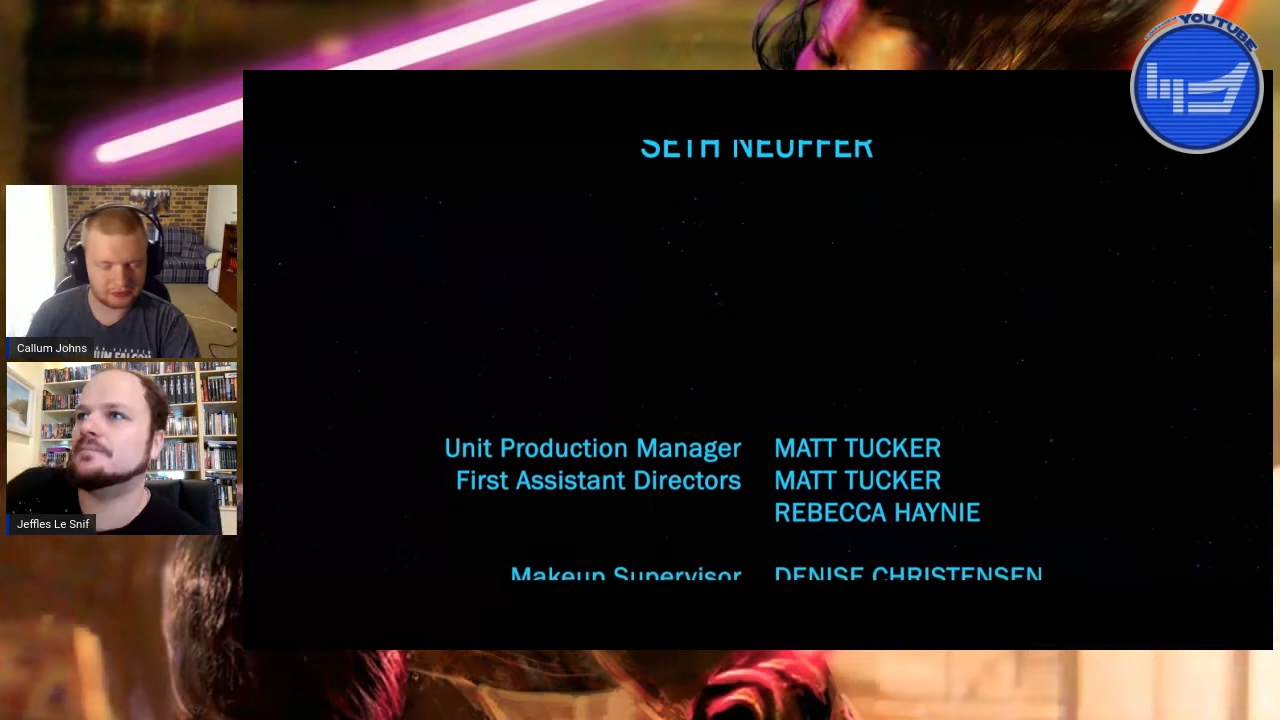 YOUTUBE
SETH NEUFFER
Callum Johns
Jeffles Le Snif
Unit Production Manager MATT TUCKER
First Assistant Directors MATT TUCKER
REBECCA HAYNIE
Makeup Supervisor DENISE CHRISTENSEN